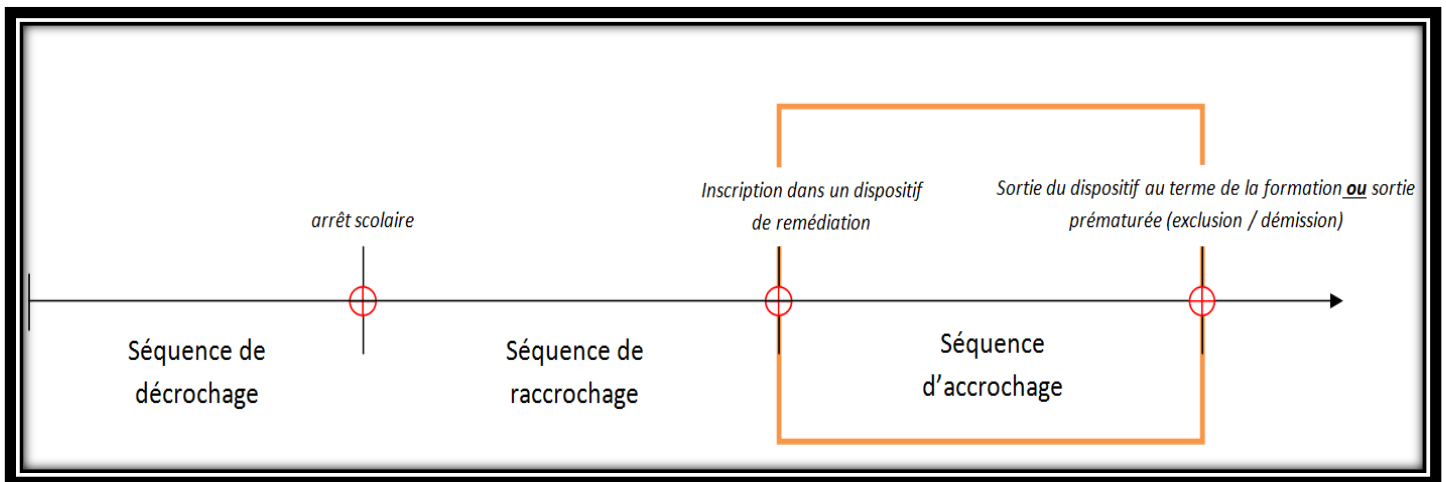 arrêt scolaire
Inscription dans un dispositif
de remédiation
Sortie du dispositif au terme de la formation ou sortie
prématurée (exclusion / démission)
Séquence de
décrochage
Séquence de
raccrochage
Séquence
d’accrochage